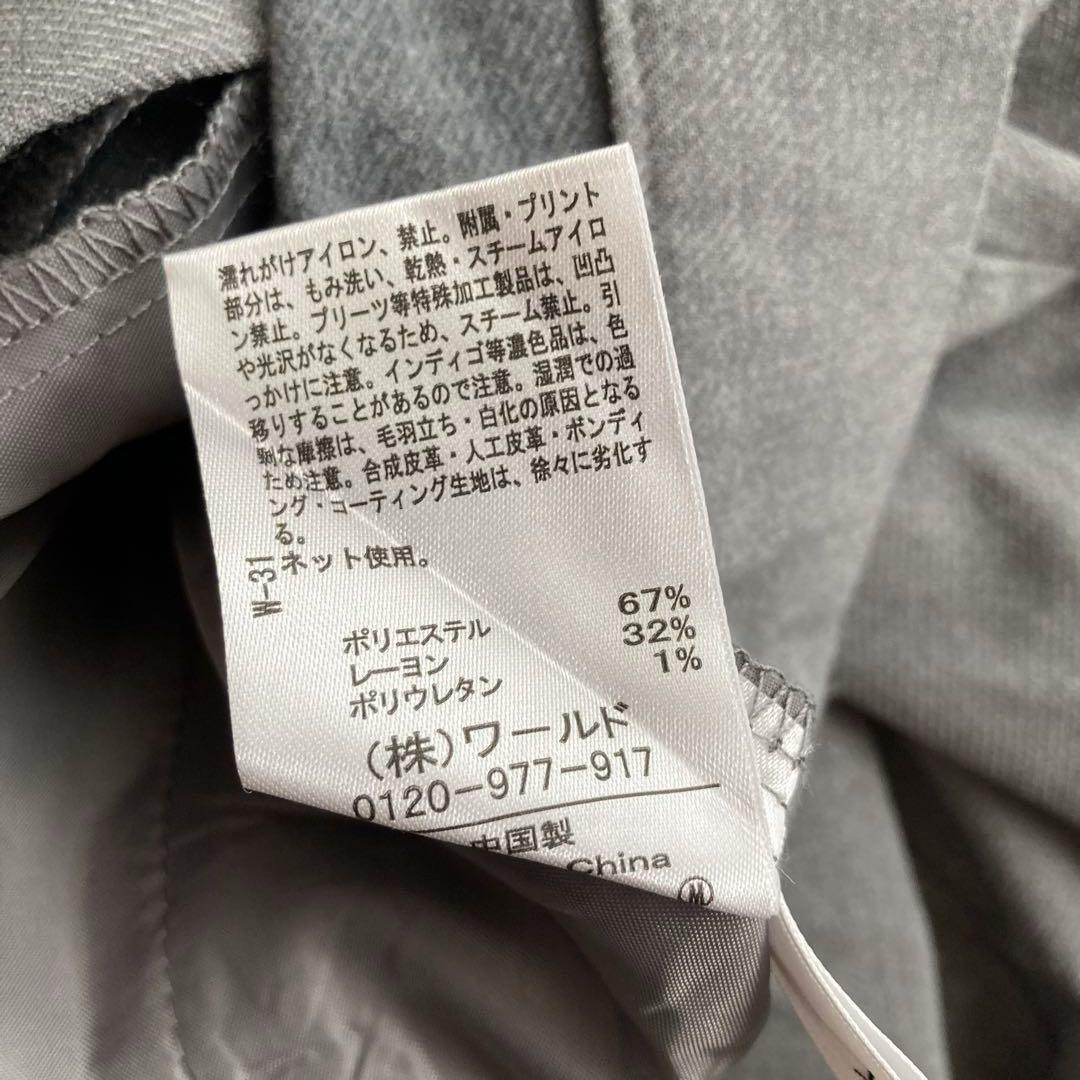 濡れがけアイロン、禁止。附属・プリント
部分は、もみ洗い、乾熱・スチームアイロ
ン禁止。プリーツ等特殊加工製品は、凹凸
や光沢がなくなるため、スチーム禁止。引
っかけに注意。インディゴ等濃色品は、色
移りすることがあるので注意。湿潤での過
剰な摩擦は、毛羽立ち・白化の原因となる
ため注意。合成皮革・人工皮革・ボンディ
ング・コーティング生地は、徐々に劣化す
る。
ネット使用。
W-31
ポリエステル 67%
レーヨン 32%
ポリウレタン 1%
(株)ワールド
0120-977-917
中国製
China
M